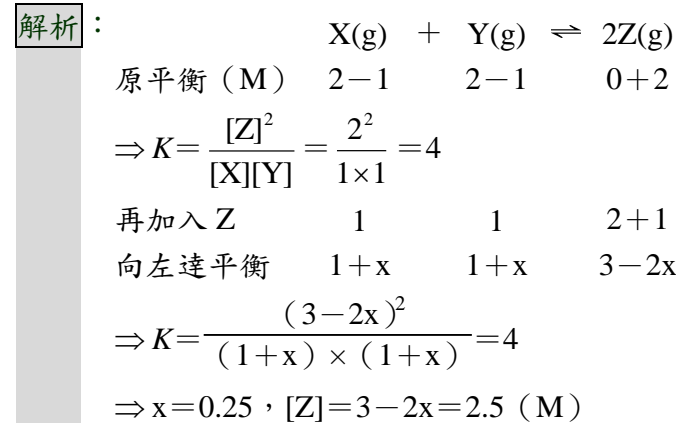 解析：
X(g) ＋ Y(g) ⇌ 2Z(g)
原平衡（M） 2－1 2－1 0＋2
⇒K＝[Z]²/[X][Y]＝2²/1×1＝4
再加入 Z 1 1 2＋1
向左達平衡 1＋x 1＋x 3－2x
⇒K＝（3－2x）²/（1＋x）×（1＋x）＝4
⇒x＝0.25，[Z]＝3－2x＝2.5（M）